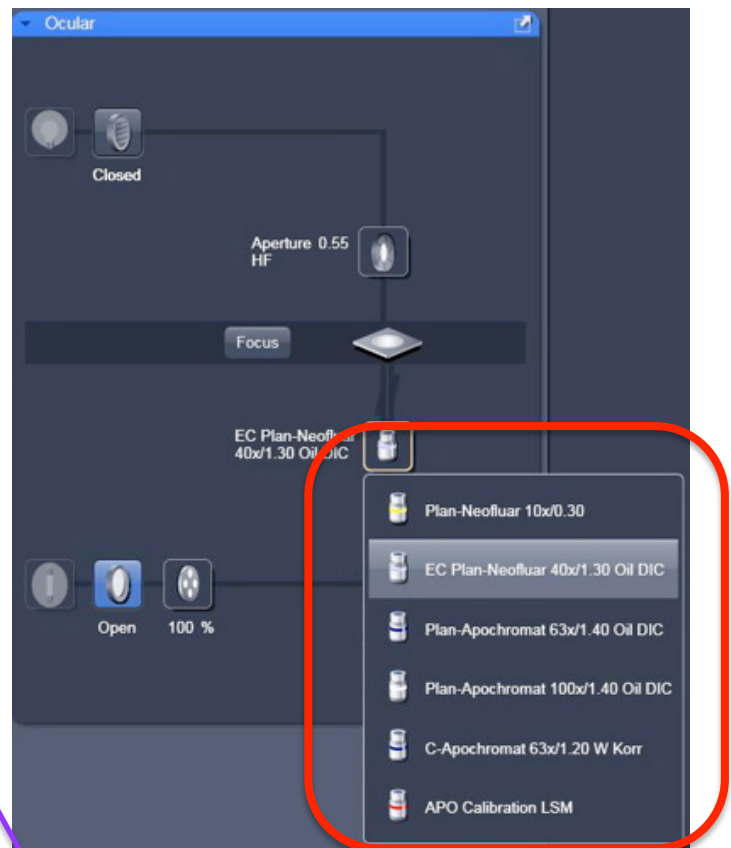 Ocular
Closed
Aperture 0.55
HF
Focus
EC Plan-Neofluar
40x/1.30 Oil DIC
Plan-Neofluar 10x/0.30
EC Plan-Neofluar 40x/1.30 Oil DIC
Plan-Apochromat 63x/1.40 Oil DIC
Open 100 %
Plan-Apochromat 100x/1.40 Oil DIC
C-Apochromat 63x/1.20 W Korr
APO Calibration LSM